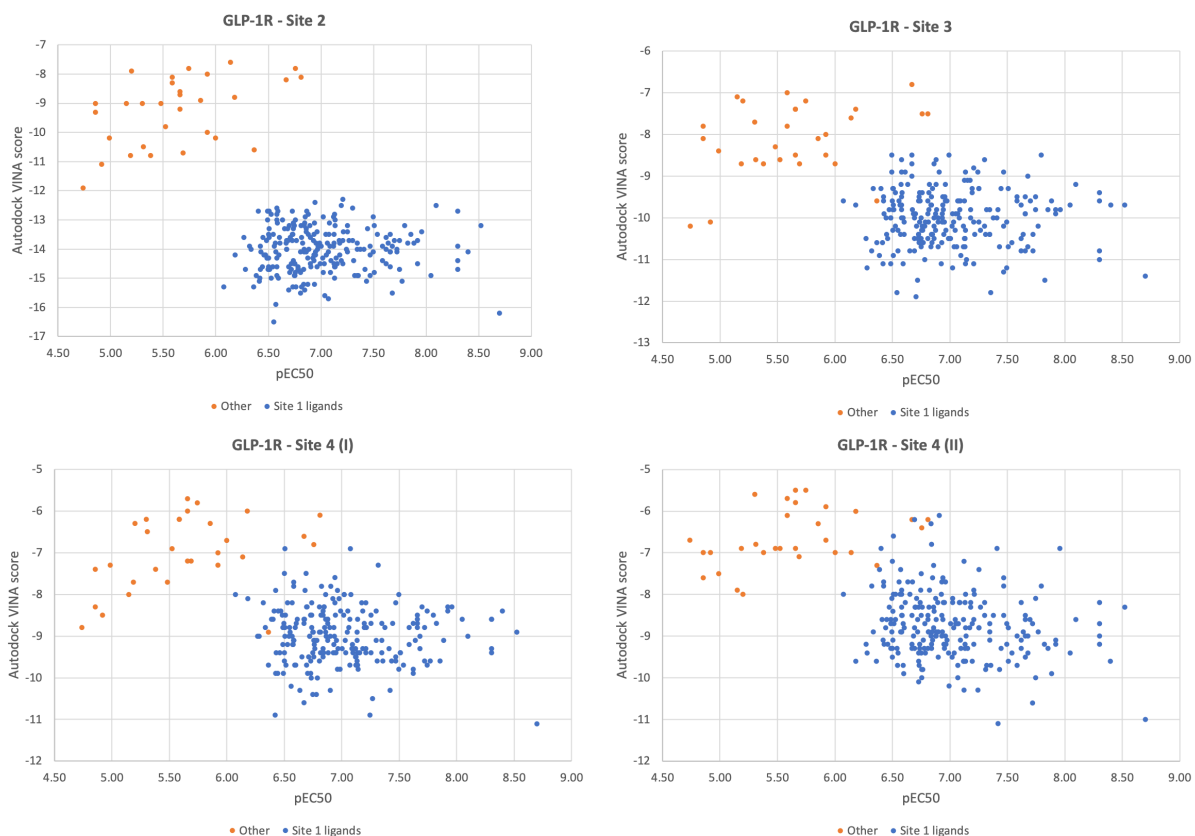 GLP-1R - Site 2
Autodock VINA score
-7
-8
-9
-10
-11
-12
-13
-14
-15
-16
-17
4.50 5.00 5.50 6.00 6.50 7.00 7.50 8.00 8.50 9.00
pEC50
Other Site 1 ligands
GLP-1R - Site 3
Autodock VINA score
-6
-7
-8
-9
-10
-11
-12
-13
4.50 5.00 5.50 6.00 6.50 7.00 7.50 8.00 8.50 9.00
pEC50
Other Site 1 ligands
GLP-1R - Site 4 (I)
Autodock VINA score
-5
-6
-7
-8
-9
-10
-11
-12
4.50 5.00 5.50 6.00 6.50 7.00 7.50 8.00 8.50 9.00
pEC50
Other Site 1 ligands
GLP-1R - Site 4 (II)
Autodock VINA score
-5
-6
-7
-8
-9
-10
-11
-12
4.50 5.00 5.50 6.00 6.50 7.00 7.50 8.00 8.50 9.00
pEC50
Other Site 1 ligands